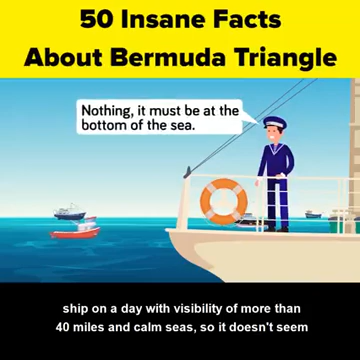 50 Insane Facts
About Bermuda Triangle
Nothing, it must be at the
bottom of the sea.
ship on a day with visibility of more than
40 miles and calm seas, so it doesn't seem